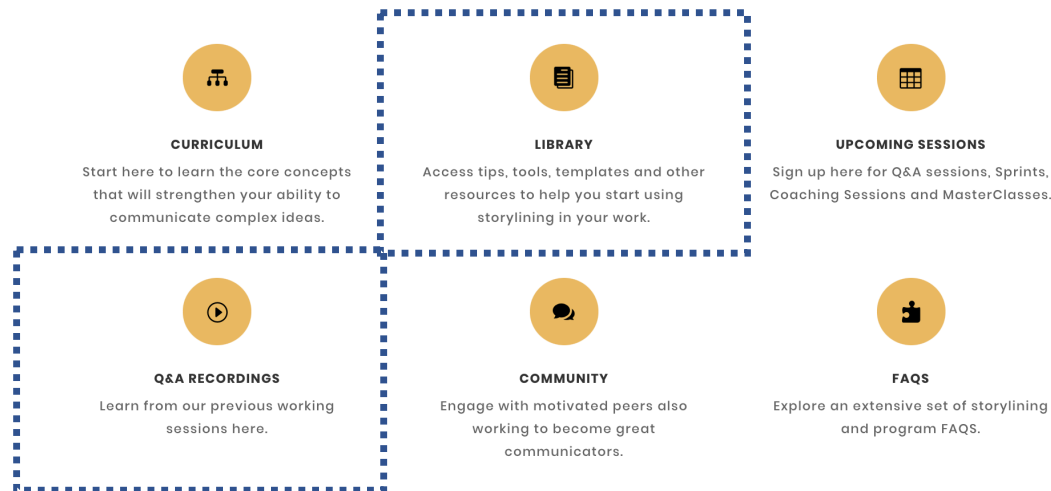 CURRICULUM
Start here to learn the core concepts
that will strengthen your ability to
communicate complex ideas.
LIBRARY
Access tips, tools, templates and other
resources to help you start using
storylining in your work.
UPCOMING SESSIONS
Sign up here for Q&A sessions, Sprints,
Coaching Sessions and MasterClasses.
Q&A RECORDINGS
Learn from our previous working
sessions here.
COMMUNITY
Engage with motivated peers also
working to become great
communicators.
FAQS
Explore an extensive set of storylining
and program FAQS.